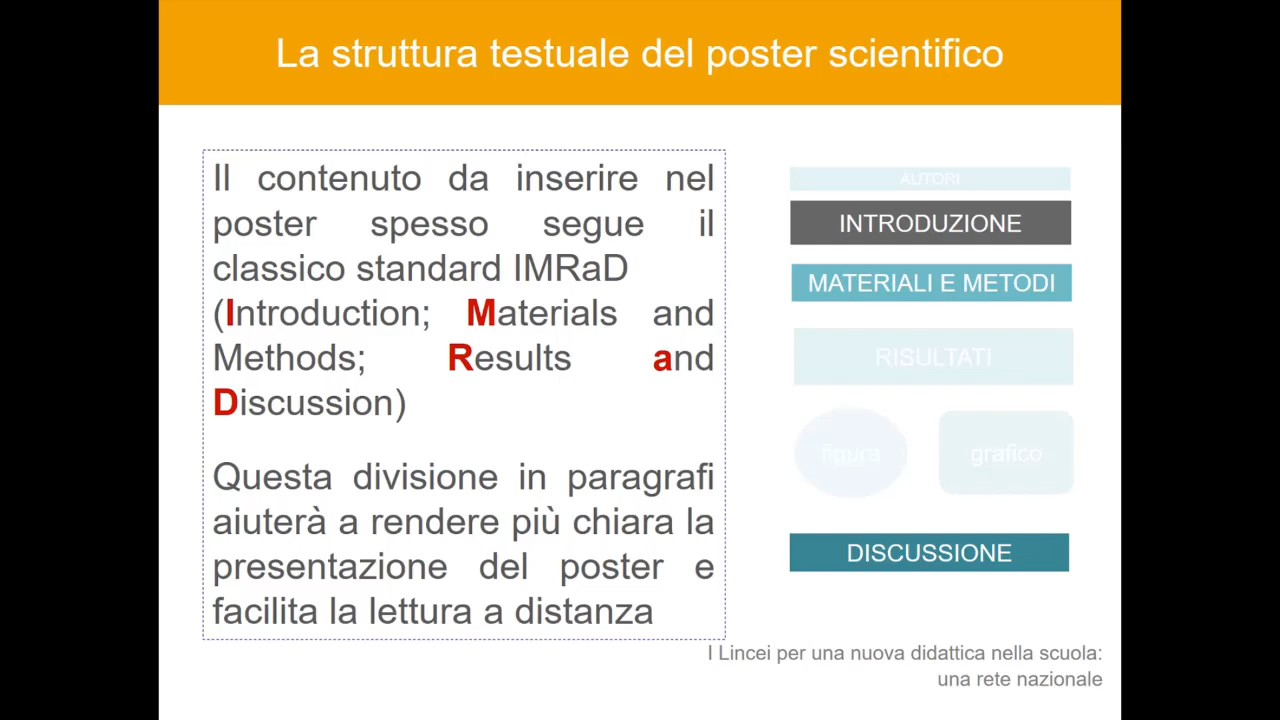 La struttura testuale del poster scientifico
Il contenuto da inserire nel
poster spesso segue il
classico standard IMRaD
(Introduction; Materials and
Methods; Results and
Discussion)
Questa divisione in paragrafi
aiuterà a rendere più chiara la
presentazione del poster e
facilita la lettura a distanza
AUTORI
INTRODUZIONE
MATERIALI E METODI
RISULTATI
figura
grafico
DISCUSSIONE
I Lincei per una nuova didattica nella scuola:
una rete nazionale